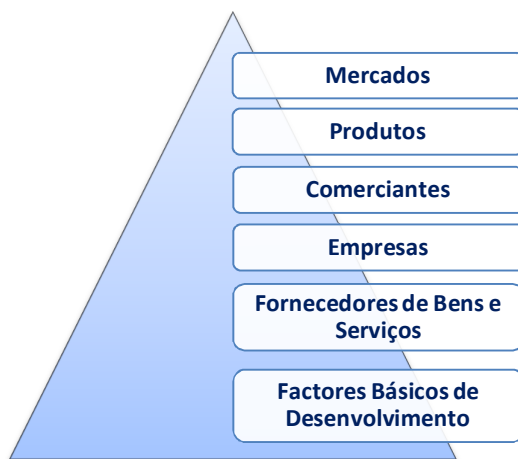 Mercados
Produtos
Comerciantes
Empresas
Fornecedores de Bens e
Serviços
Factores Básicos de
Desenvolvimento